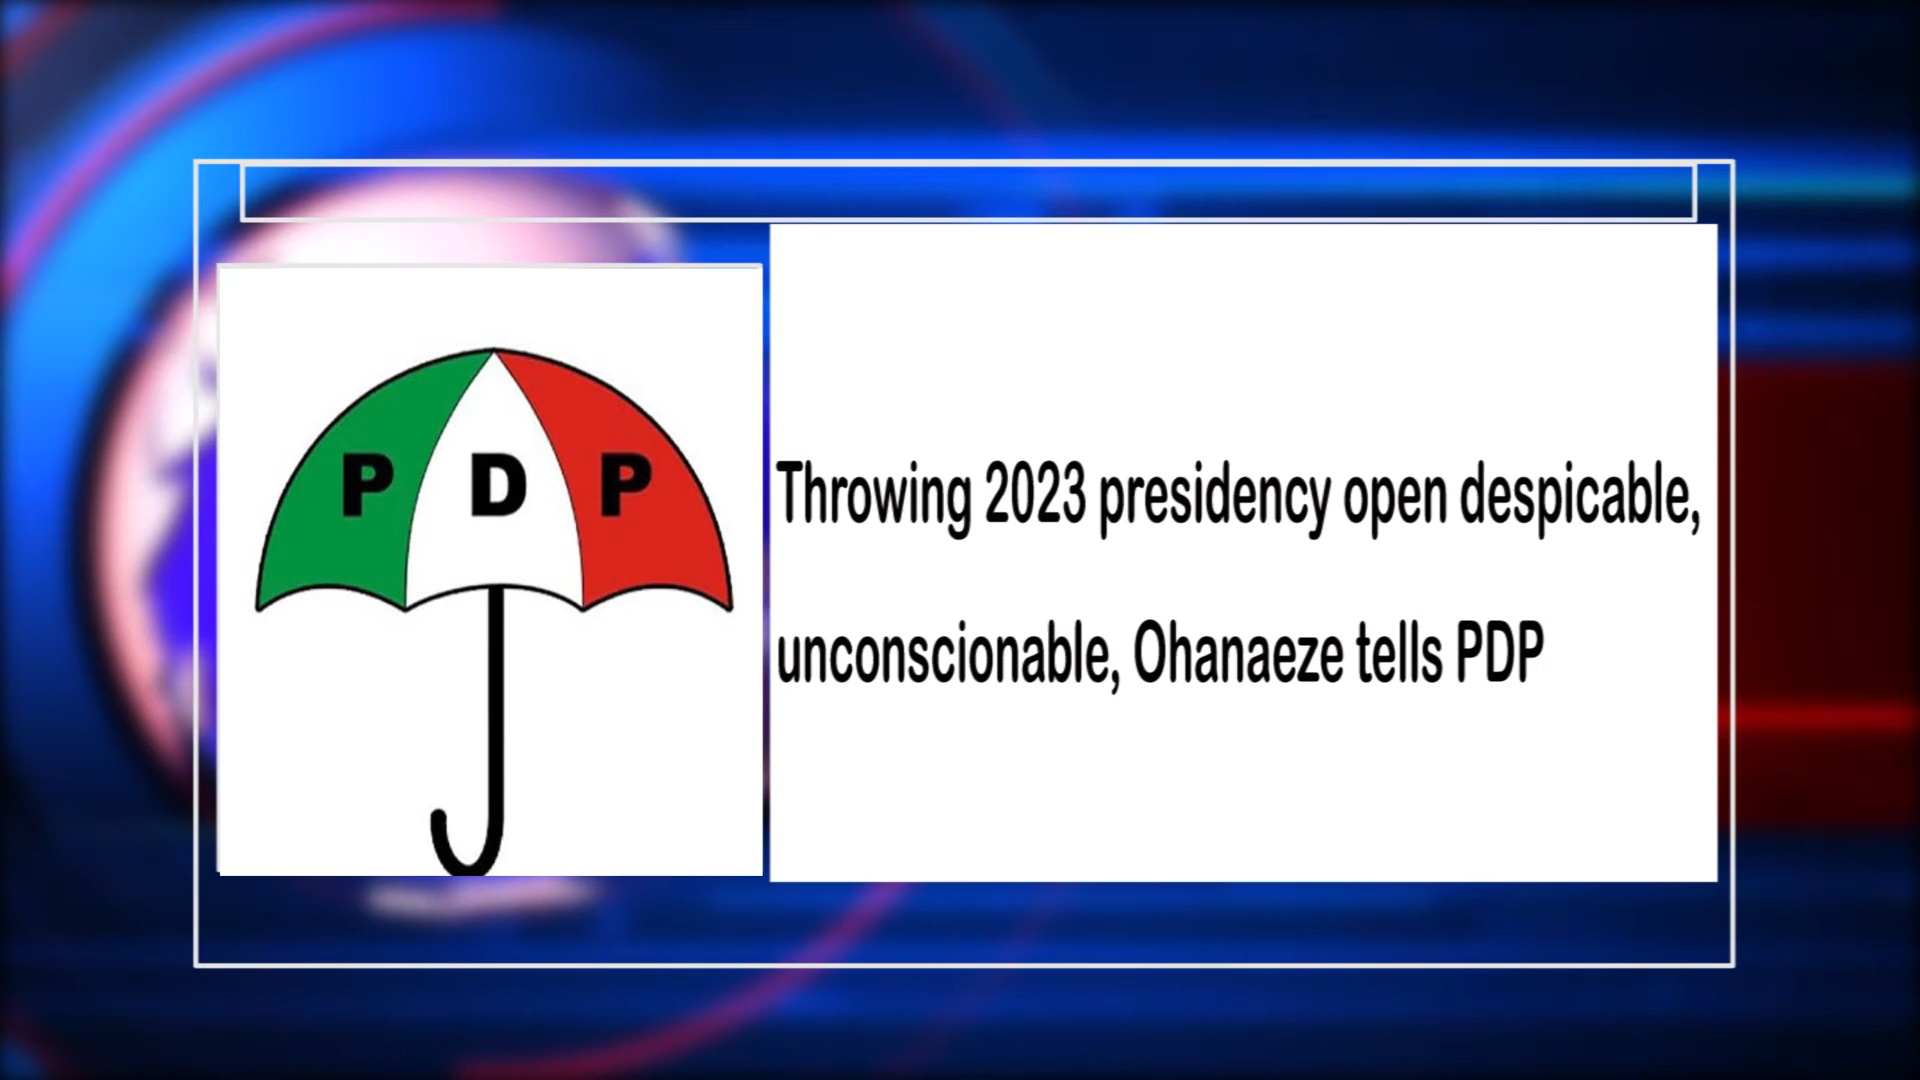 P D P
Throwing 2023 presidency open despicable,
unconscionable, Ohanaeze tells PDP